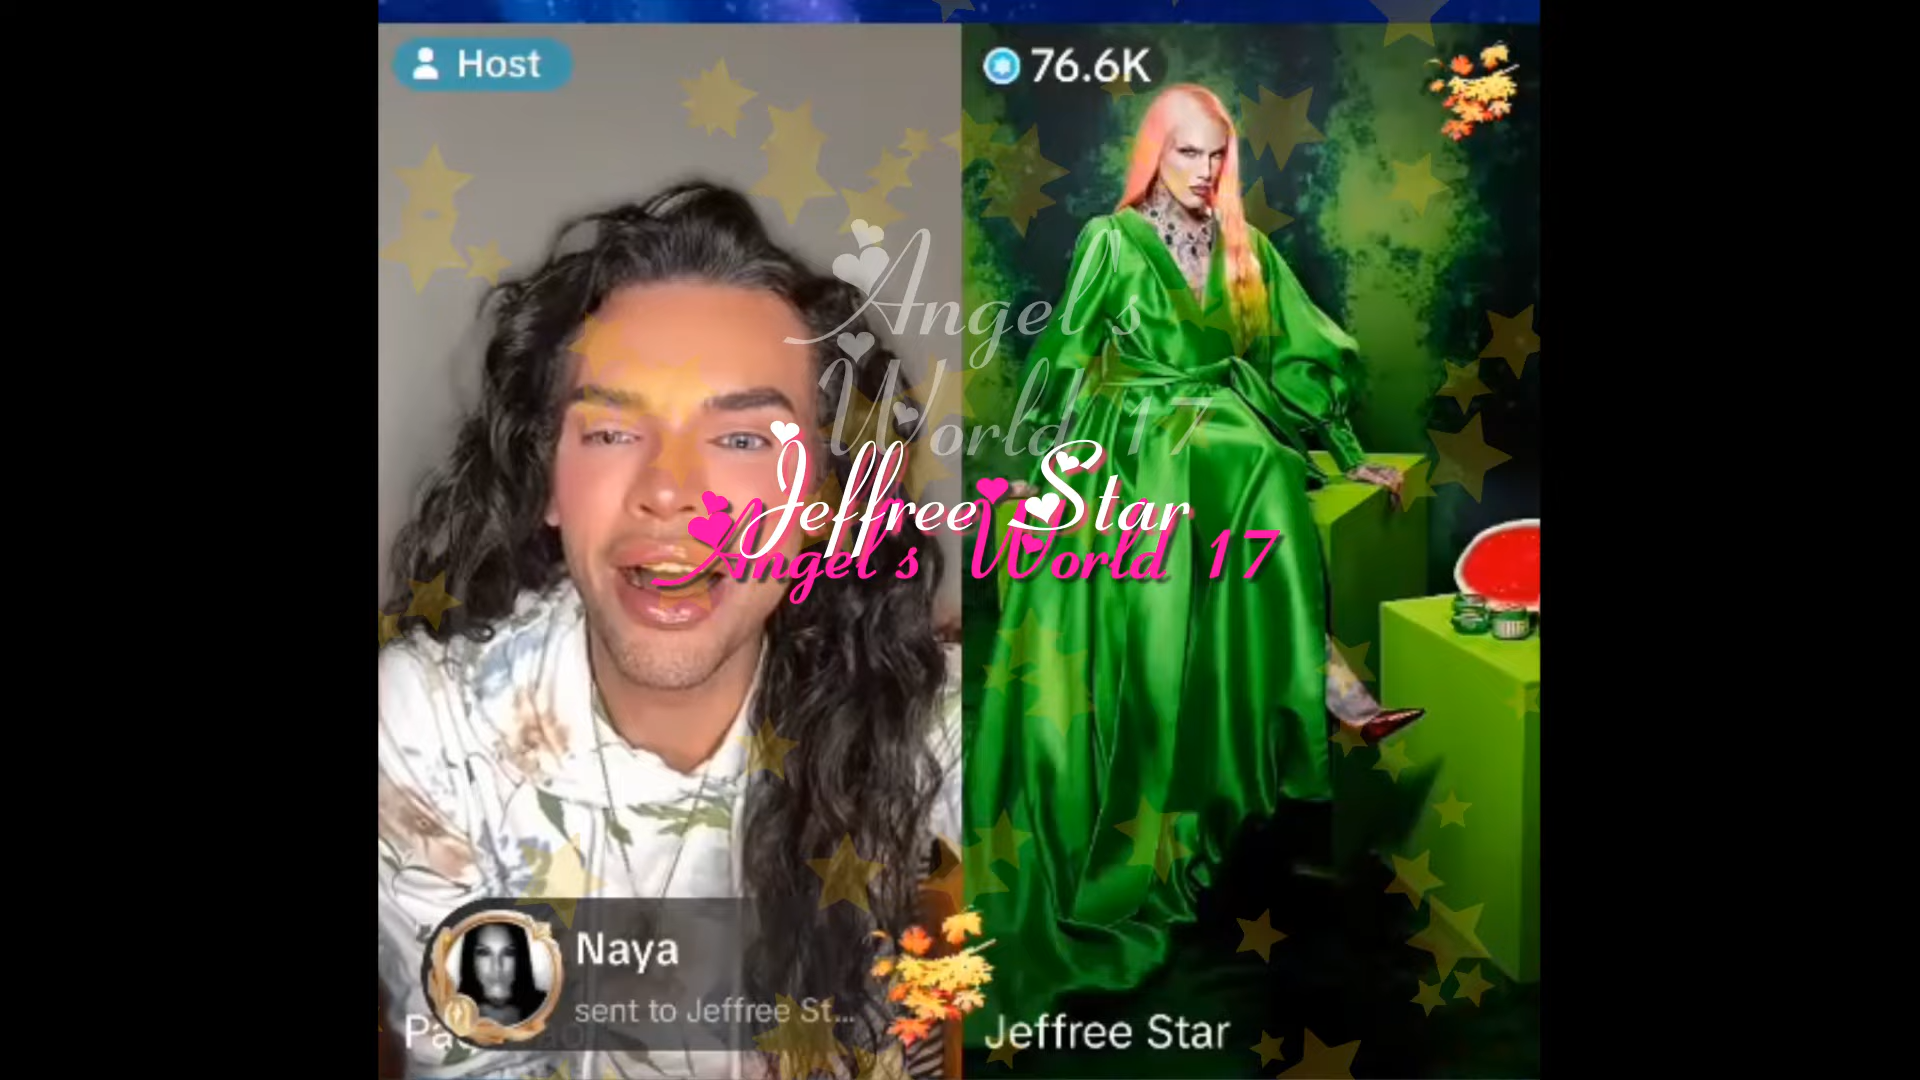 Host
76.6K
Angel's
World 17
Jeffree Star
Angel's World 17
Naya
sent to Jeffree St...
Jeffree Star